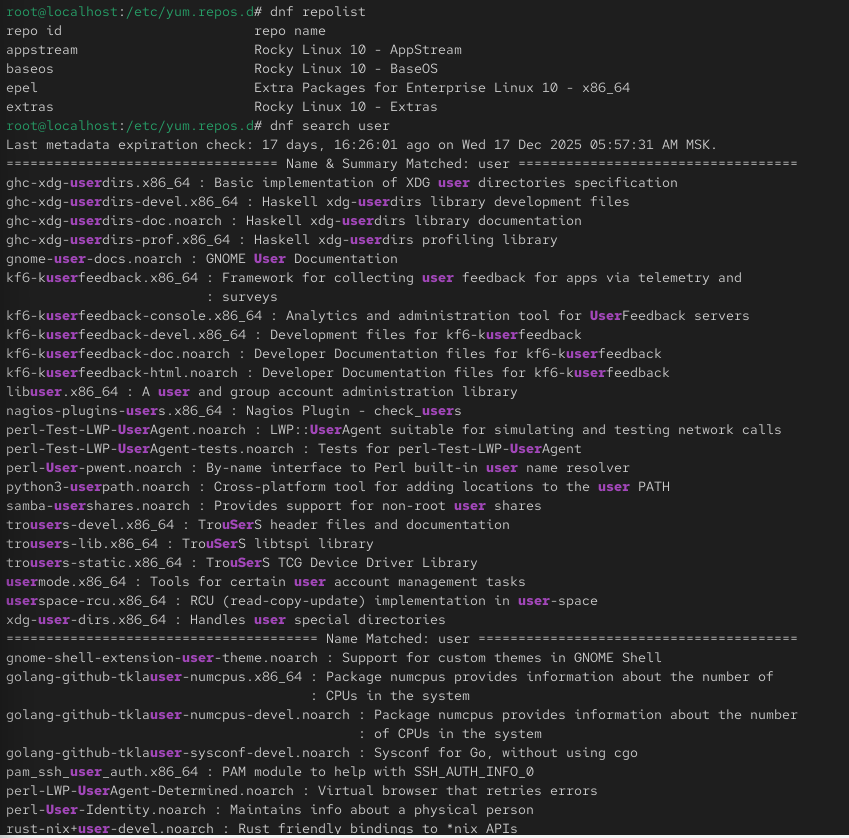 root@localhost:/etc/yum.repos.d# dnf repolist
repo id                        repo name
appstream                      Rocky Linux 10 - AppStream
baseos                         Rocky Linux 10 - BaseOS
epel                           Extra Packages for Enterprise Linux 10 - x86_64
extras                         Rocky Linux 10 - Extras
root@localhost:/etc/yum.repos.d# dnf search user
Last metadata expiration check: 17 days, 16:26:01 ago on Wed 17 Dec 2025 05:57:31 AM MSK.
================================== Name & Summary Matched: user ===================================
ghc-xdg-userdirs.x86_64 : Basic implementation of XDG user directories specification
ghc-xdg-userdirs-devel.x86_64 : Haskell xdg-userdirs library development files
ghc-xdg-userdirs-doc.noarch : Haskell xdg-userdirs library documentation
ghc-xdg-userdirs-prof.x86_64 : Haskell xdg-userdirs profiling library
gnome-user-docs.noarch : GNOME User Documentation
kf6-kuserfeedback.x86_64 : Framework for collecting user feedback for apps via telemetry and
                         : surveys
kf6-kuserfeedback-console.x86_64 : Analytics and administration tool for UserFeedback servers
kf6-kuserfeedback-devel.x86_64 : Development files for kf6-kuserfeedback
kf6-kuserfeedback-doc.noarch : Developer Documentation files for kf6-kuserfeedback
kf6-kuserfeedback-html.noarch : Developer Documentation files for kf6-kuserfeedback
libuser.x86_64 : A user and group account administration library
nagios-plugins-users.x86_64 : Nagios Plugin - check_users
perl-Test-LWP-UserAgent.noarch : LWP::UserAgent suitable for simulating and testing network calls
perl-Test-LWP-UserAgent-tests.noarch : Tests for perl-Test-LWP-UserAgent
perl-User-pwent.noarch : By-name interface to Perl built-in user name resolver
python3-userpath.noarch : Cross-platform tool for adding locations to the user PATH
samba-usershares.noarch : Provides support for non-root user shares
trousers-devel.x86_64 : TrouSerS header files and documentation
trousers-lib.x86_64 : TrouSerS libtspi library
trousers-static.x86_64 : TrouSerS TCG Device Driver Library
usermode.x86_64 : Tools for certain user account management tasks
userspace-rcu.x86_64 : RCU (read-copy-update) implementation in user-space
xdg-user-dirs.x86_64 : Handles user special directories
======================================= Name Matched: user ========================================
gnome-shell-extension-user-theme.noarch : Support for custom themes in GNOME Shell
golang-github-tklauser-numcpus.x86_64 : Package numcpus provides information about the number of
                                      : CPUs in the system
golang-github-tklauser-numcpus-devel.noarch : Package numcpus provides information about the number
                                            : of CPUs in the system
golang-github-tklauser-sysconf-devel.noarch : Sysconf for Go, without using cgo
pam_ssh_user_auth.x86_64 : PAM module to help with SSH_AUTH_INFO_0
perl-LWP-UserAgent-Determined.noarch : Virtual browser that retries errors
perl-User-Identity.noarch : Maintains info about a physical person
rust-nix+user-devel.noarch : Rust friendly bindings to *nix APIs